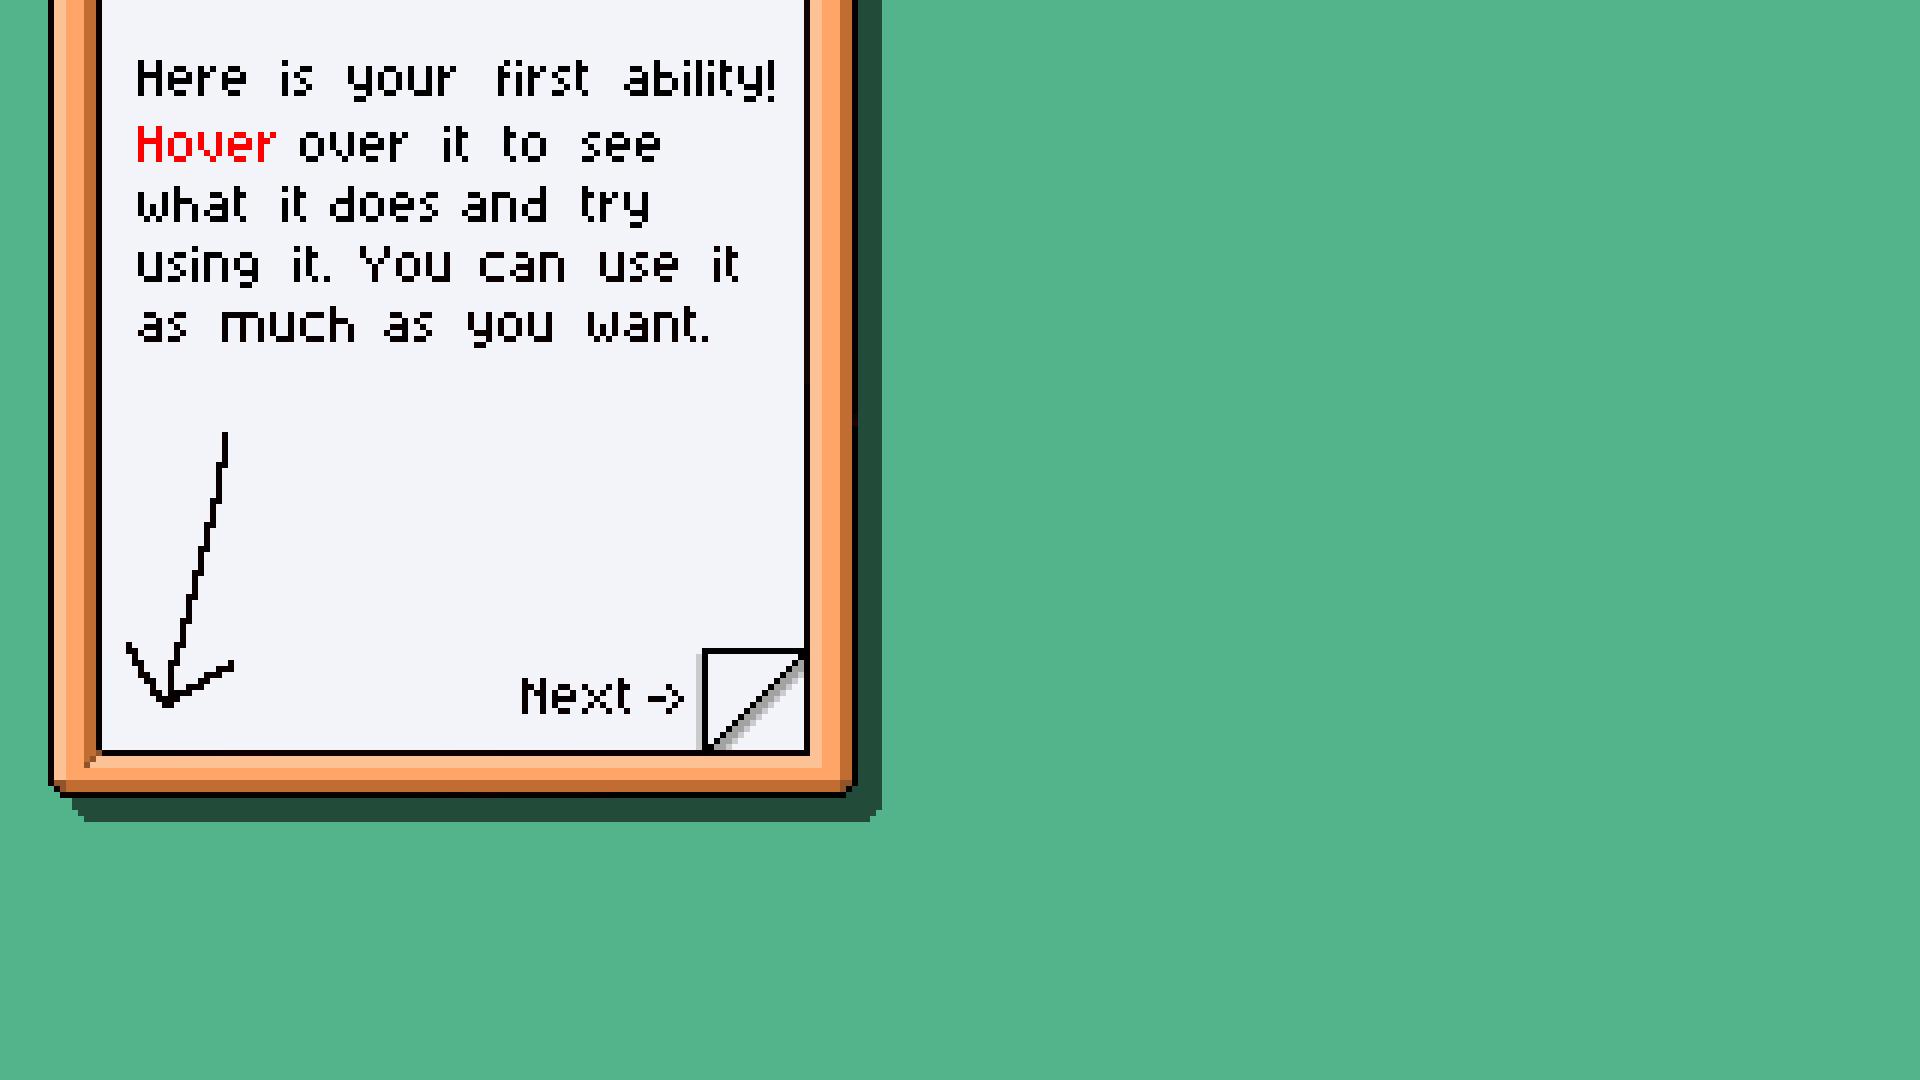 Here is your first ability!
Hover over it to see
what it does and try
using it. You can use it
as much as you want.
Next ->